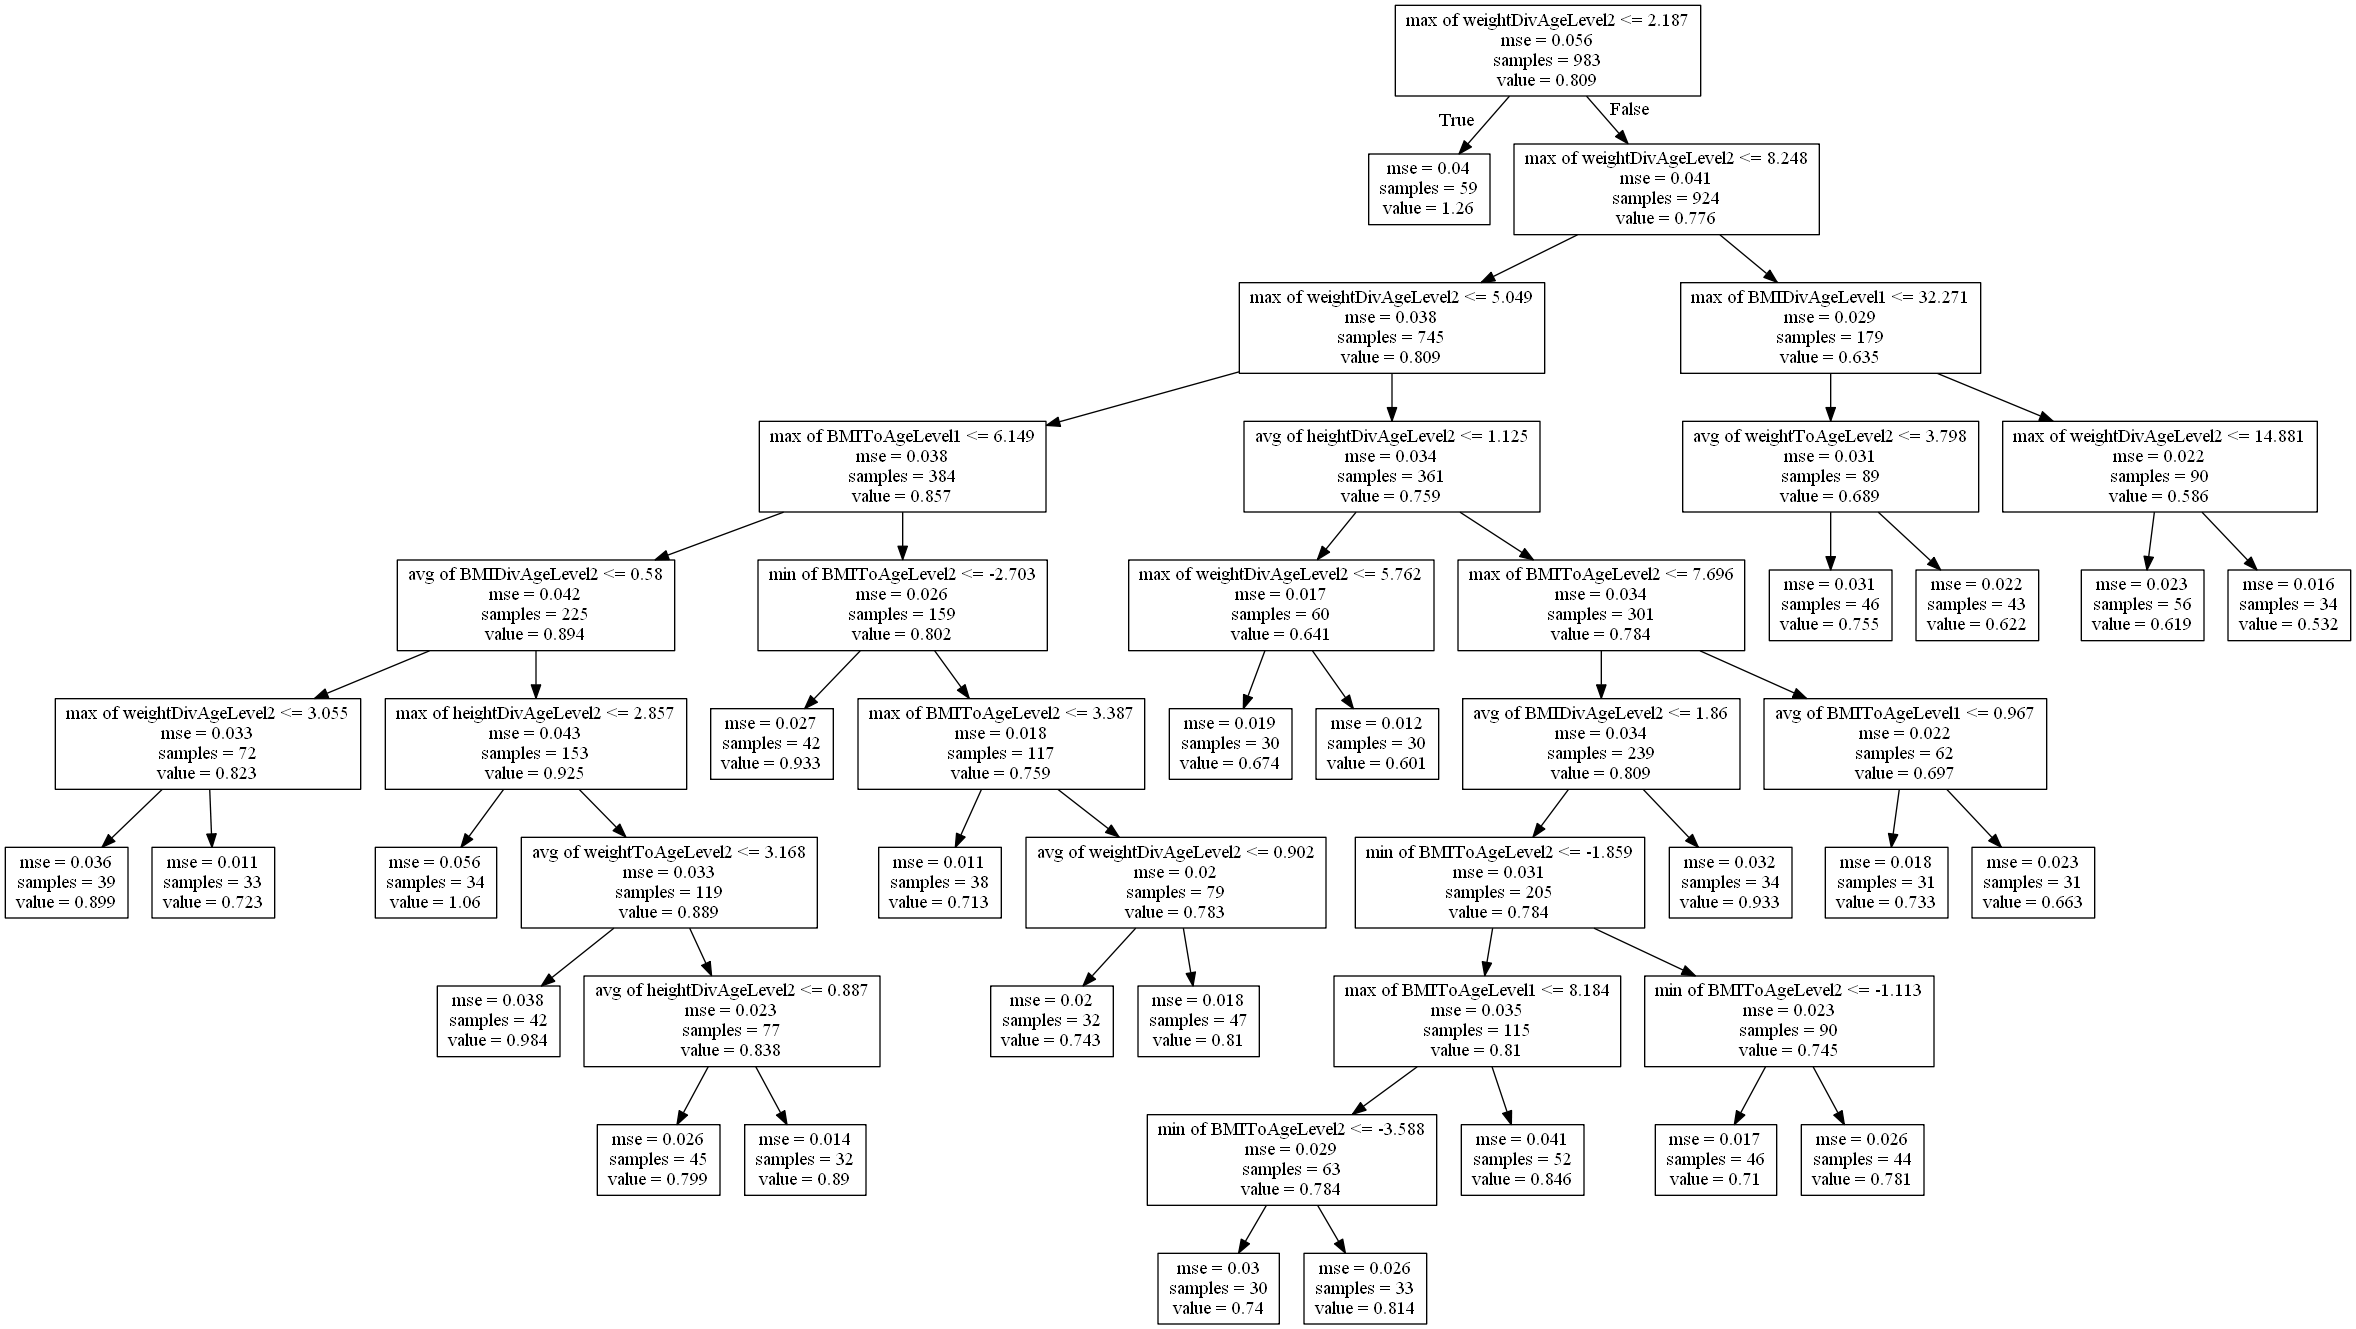 max of weightDivAgeLevel2 <= 2.187
mse = 0.056
samples = 983
value = 0.809
True
False
mse = 0.04
samples = 59
value = 1.26
max of weightDivAgeLevel2 <= 8.248
mse = 0.041
samples = 924
value = 0.776
max of weightDivAgeLevel2 <= 5.049
mse = 0.038
samples = 745
value = 0.809
max of BMIDivAgeLevel1 <= 32.271
mse = 0.029
samples = 179
value = 0.635
max of BMIToAgeLevel1 <= 6.149
mse = 0.038
samples = 384
value = 0.857
avg of heightDivAgeLevel2 <= 1.125
mse = 0.034
samples = 361
value = 0.759
avg of weightToAgeLevel2 <= 3.798
mse = 0.031
samples = 89
value = 0.689
max of weightDivAgeLevel2 <= 14.881
mse = 0.022
samples = 90
value = 0.586
avg of BMIDivAgeLevel2 <= 0.58
mse = 0.042
samples = 225
value = 0.894
min of BMIToAgeLevel2 <= -2.703
mse = 0.026
samples = 159
value = 0.802
max of weightDivAgeLevel2 <= 5.762
mse = 0.017
samples = 60
value = 0.641
max of BMIToAgeLevel2 <= 7.696
mse = 0.034
samples = 301
value = 0.784
mse = 0.031
samples = 46
value = 0.755
mse = 0.022
samples = 43
value = 0.622
mse = 0.023
samples = 56
value = 0.619
mse = 0.016
samples = 34
value = 0.532
max of weightDivAgeLevel2 <= 3.055
mse = 0.033
samples = 72
value = 0.823
max of heightDivAgeLevel2 <= 2.857
mse = 0.043
samples = 153
value = 0.925
mse = 0.027
samples = 42
value = 0.933
max of BMIToAgeLevel2 <= 3.387
mse = 0.018
samples = 117
value = 0.759
mse = 0.019
samples = 30
value = 0.674
mse = 0.012
samples = 30
value = 0.601
avg of BMIDivAgeLevel2 <= 1.86
mse = 0.034
samples = 239
value = 0.809
avg of BMIToAgeLevel1 <= 0.967
mse = 0.022
samples = 62
value = 0.697
mse = 0.036
samples = 39
value = 0.899
mse = 0.011
samples = 33
value = 0.723
mse = 0.056
samples = 34
value = 1.06
avg of weightToAgeLevel2 <= 3.168
mse = 0.033
samples = 119
value = 0.889
mse = 0.011
samples = 38
value = 0.713
avg of weightDivAgeLevel2 <= 0.902
mse = 0.02
samples = 79
value = 0.783
min of BMIToAgeLevel2 <= -1.859
mse = 0.031
samples = 205
value = 0.784
mse = 0.032
samples = 34
value = 0.933
mse = 0.018
samples = 31
value = 0.733
mse = 0.023
samples = 31
value = 0.663
mse = 0.038
samples = 42
value = 0.984
avg of heightDivAgeLevel2 <= 0.887
mse = 0.023
samples = 77
value = 0.838
mse = 0.02
samples = 32
value = 0.743
mse = 0.018
samples = 47
value = 0.81
max of BMIToAgeLevel1 <= 8.184
mse = 0.035
samples = 115
value = 0.81
min of BMIToAgeLevel2 <= -1.113
mse = 0.023
samples = 90
value = 0.745
mse = 0.026
samples = 45
value = 0.799
mse = 0.014
samples = 32
value = 0.89
min of BMIToAgeLevel2 <= -3.588
mse = 0.029
samples = 63
value = 0.784
mse = 0.041
samples = 52
value = 0.846
mse = 0.017
samples = 46
value = 0.71
mse = 0.026
samples = 44
value = 0.781
mse = 0.03
samples = 30
value = 0.74
mse = 0.026
samples = 33
value = 0.814